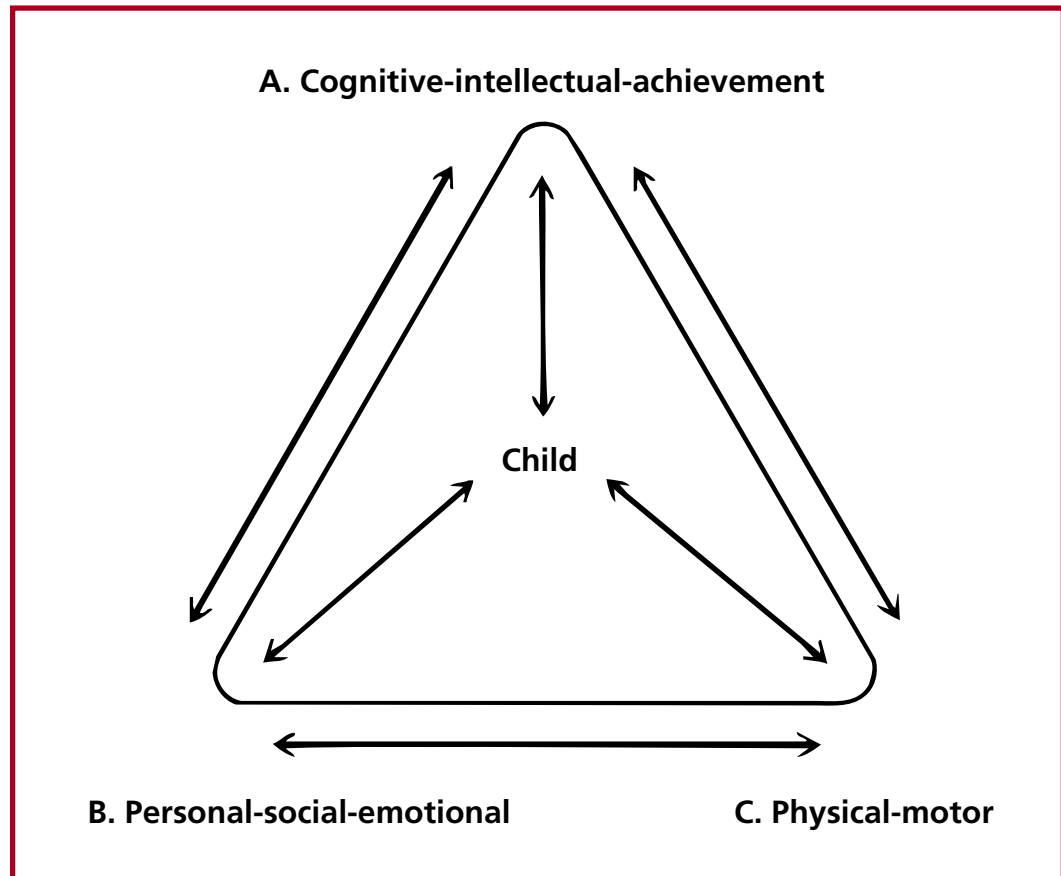 A. Cognitive-intellectual-achievement
Child
B. Personal-social-emotional
C. Physical-motor